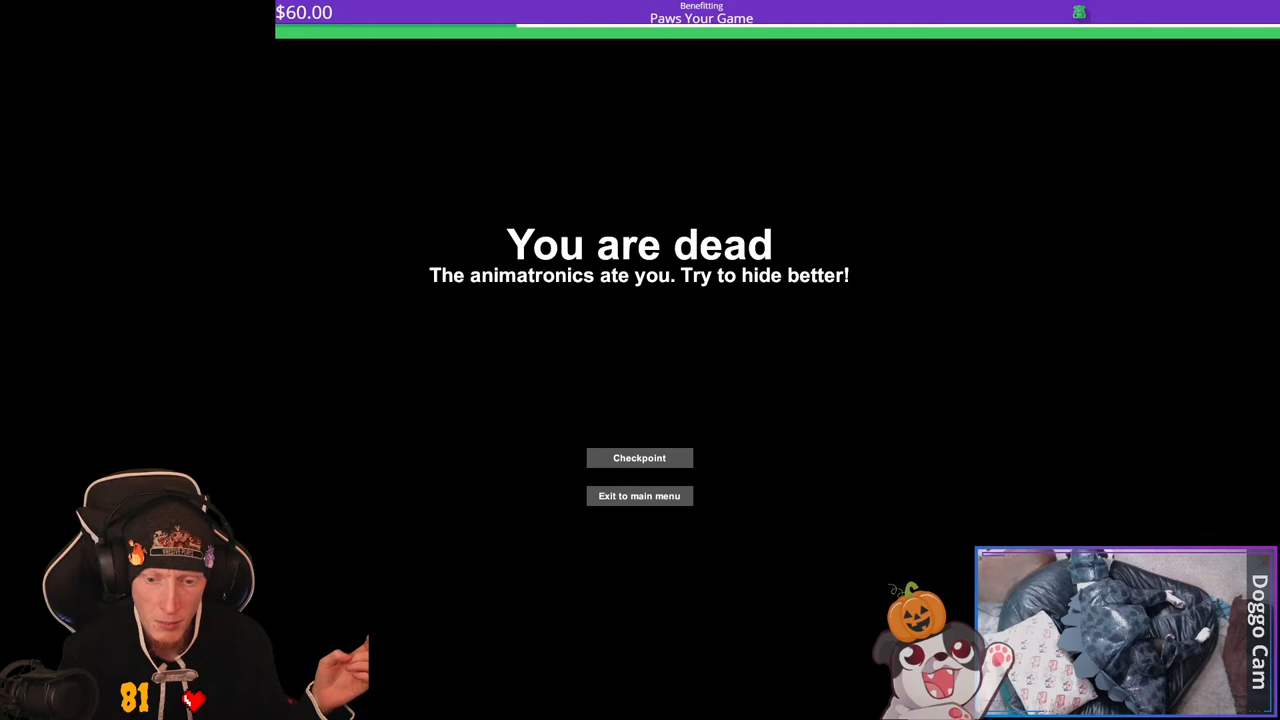 $60.00
Benefitting
Paws Your Game
You are dead
The animatronics ate you. Try to hide better!
Checkpoint
Exit to main menu
81
Doggo Cam